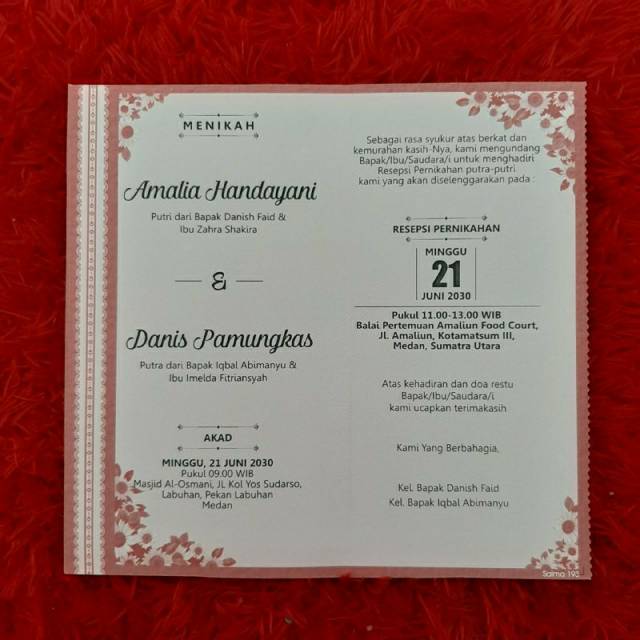 MENIKAH
Amalia Handayani
Putri dari Bapak Danish Faid &
Ibu Zahra Shakira
&
Danis Pamungkas
Putra dari Bapak Iqbal Abimanyu &
Ibu Imelda Fitriansyah
AKAD
MINGGU, 21 JUNI 2030
Pukul 09.00 WIB
Masjid Al-Osmani, JL Kol Yos Sudarso,
Labuhan, Pekan Labuhan
Medan
Sebagai rasa syukur atas berkat dan
kemurahan kasih-Nya, kami mengundang
Bapak/Ibu/Saudara/i untuk menghadiri
Resepsi Pernikahan putra-putri
kami yang akan diselenggarakan pada :
RESEPSI PERNIKAHAN
MINGGU
21
JUNI 2030
Pukul 11.00-13.00 WIB
Balai Pertemuan Amaliun Food Court,
Jl. Amaliun, Kotamatsum III,
Medan, Sumatra Utara
Atas kehadiran dan doa restu
Bapak/Ibu/Saudara/i
kami ucapkan terimakasih
Kami Yang Berbahagia,
Kel. Bapak Danish Faid
Kel. Bapak Iqbal Abimanyu
Salma 195